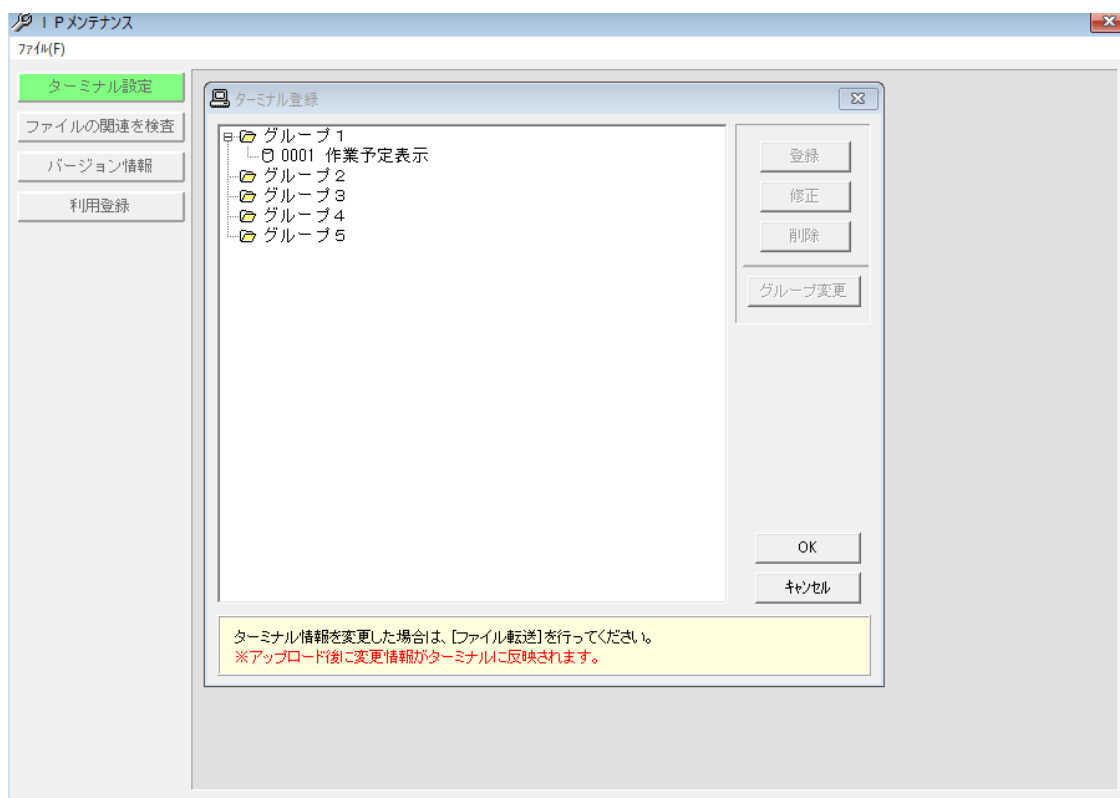 ＩＰメンテナンス
ﾌｧｲﾙ(F)
ターミナル設定
ファイルの関連を検査
バージョン情報
利用登録
ターミナル登録
グループ１
0001 作業予定表示
グループ２
グループ３
グループ４
グループ５
登録
修正
削除
グループ変更
OK
ｷｬﾝｾﾙ
ターミナル情報を変更した場合は、[ファイル転送]を行ってください。
※アップロード後に変更情報がターミナルに反映されます。